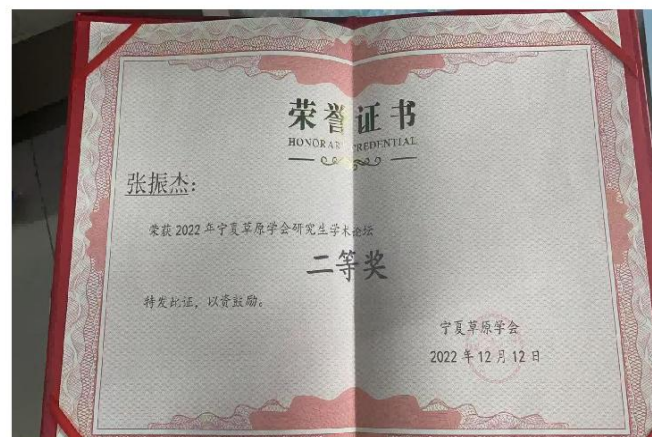 荣誉证书
HONORARY CREDENTIAL
张振杰:
荣获2022年宁夏草原学会研究生学术论坛
二等奖
特发此证，以资鼓励。
宁夏草原学会
2022年12月12日